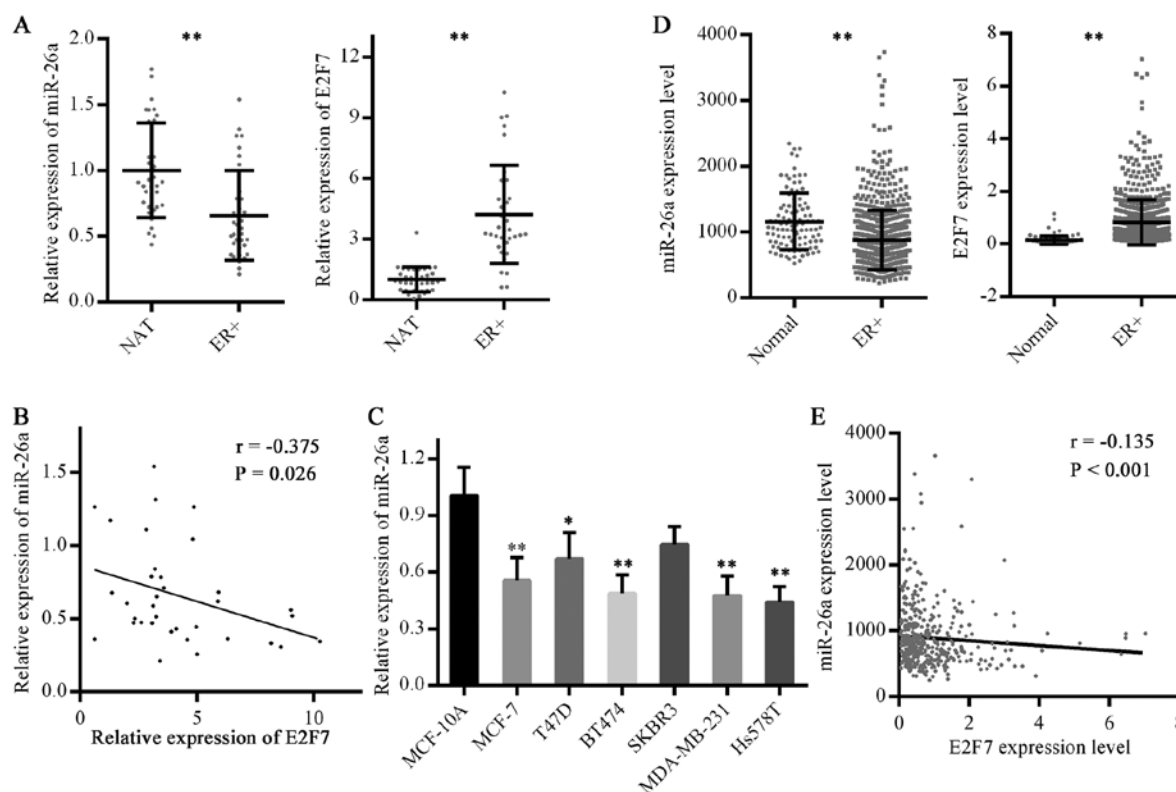 A
Relative expression of miR-26a
2.0
1.5
1.0
0.5
0.0
**
NAT
ER+
Relative expression of E2F7
12
9
6
3
0
**
NAT
ER+
D
miR-26a expression level
4000
3000
2000
1000
0
**
Normal
ER+
E2F7 expression level
8
6
4
2
0
-2
**
Normal
ER+
B
Relative expression of miR-26a
1.5
1.0
0.5
0.0
r = -0.375
P = 0.026
0
5
10
Relative expression of E2F7
C
Relative expression of miR-26a
1.2
0.9
0.6
0.3
0.0
**
*
**
**
**
MCF-10A
MCF-7
T47D
BT474
SKBR3
MDA-MB-231
Hs578T
E
miR-26a expression level
4000
3000
2000
1000
0
r = -0.135
P < 0.001
0
2
4
6
E2F7 expression level